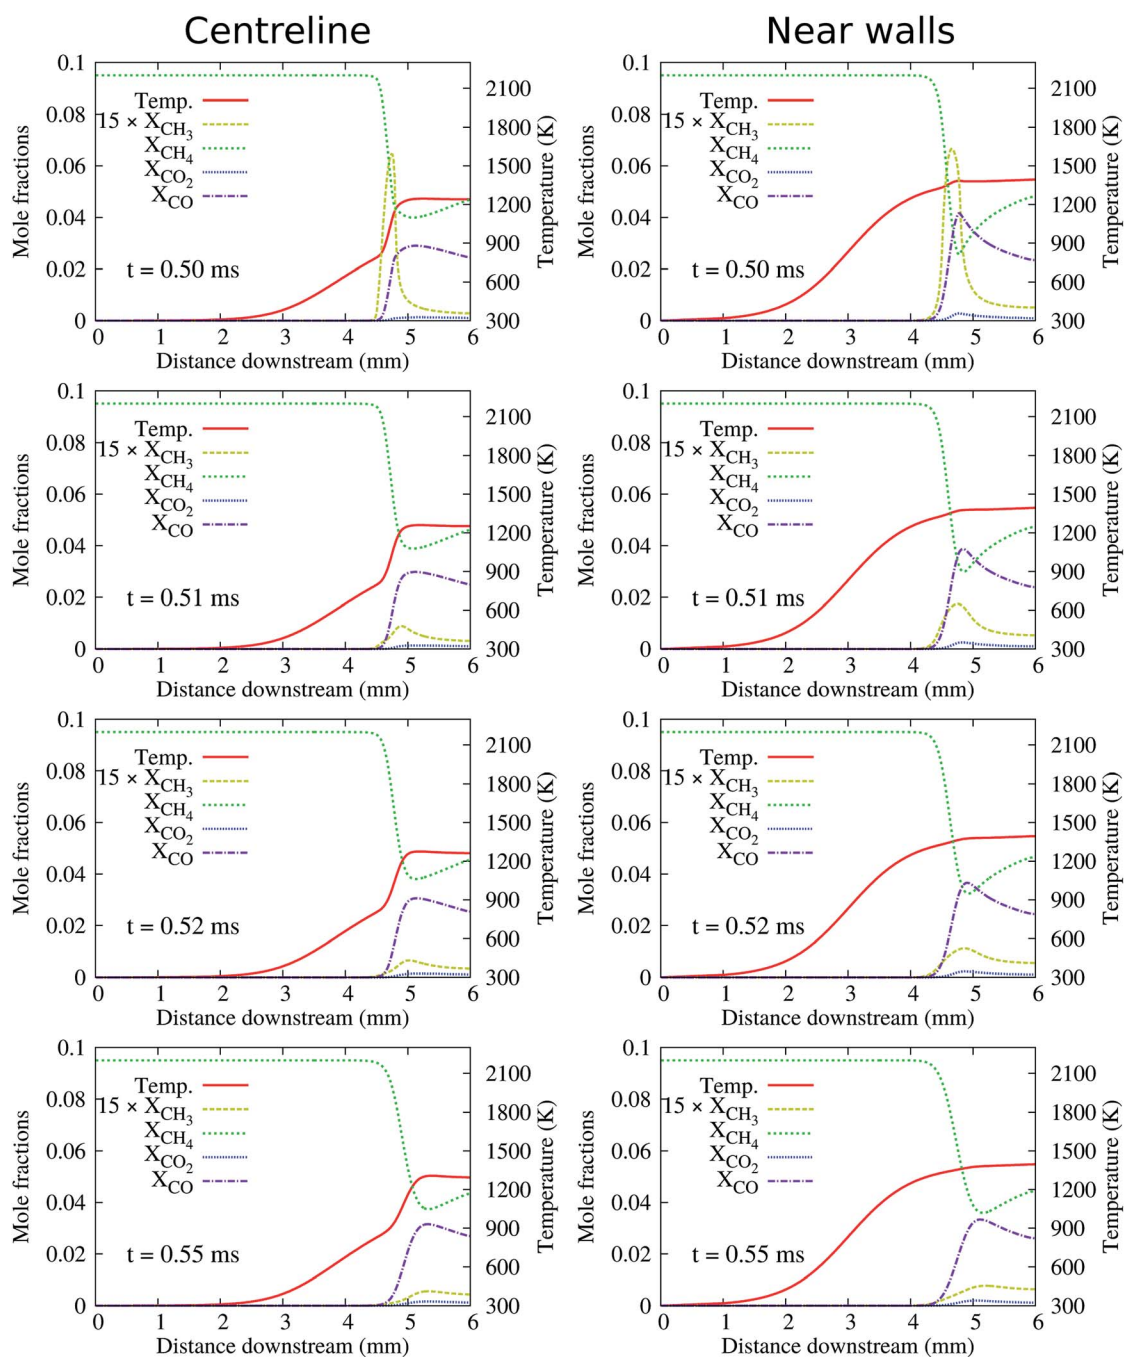 Centreline
Near walls
Mole fractions
0.1
0.08
0.06
0.04
0.02
0
Temp.
15 × X_CH3
X_CH4
X_CO2
X_CO
t = 0.50 ms
2100
1800
1500
1200
900
600
300
Temperature (K)
0 1 2 3 4 5 6
Distance downstream (mm)
Mole fractions
0.1
0.08
0.06
0.04
0.02
0
Temp.
15 × X_CH3
X_CH4
X_CO2
X_CO
t = 0.50 ms
2100
1800
1500
1200
900
600
300
Temperature (K)
0 1 2 3 4 5 6
Distance downstream (mm)
Mole fractions
0.1
0.08
0.06
0.04
0.02
0
Temp.
15 × X_CH3
X_CH4
X_CO2
X_CO
t = 0.51 ms
2100
1800
1500
1200
900
600
300
Temperature (K)
0 1 2 3 4 5 6
Distance downstream (mm)
Mole fractions
0.1
0.08
0.06
0.04
0.02
0
Temp.
15 × X_CH3
X_CH4
X_CO2
X_CO
t = 0.51 ms
2100
1800
1500
1200
900
600
300
Temperature (K)
0 1 2 3 4 5 6
Distance downstream (mm)
Mole fractions
0.1
0.08
0.06
0.04
0.02
0
Temp.
15 × X_CH3
X_CH4
X_CO2
X_CO
t = 0.52 ms
2100
1800
1500
1200
900
600
300
Temperature (K)
0 1 2 3 4 5 6
Distance downstream (mm)
Mole fractions
0.1
0.08
0.06
0.04
0.02
0
Temp.
15 × X_CH3
X_CH4
X_CO2
X_CO
t = 0.52 ms
2100
1800
1500
1200
900
600
300
Temperature (K)
0 1 2 3 4 5 6
Distance downstream (mm)
Mole fractions
0.1
0.08
0.06
0.04
0.02
0
Temp.
15 × X_CH3
X_CH4
X_CO2
X_CO
t = 0.55 ms
2100
1800
1500
1200
900
600
300
Temperature (K)
0 1 2 3 4 5 6
Distance downstream (mm)
Mole fractions
0.1
0.08
0.06
0.04
0.02
0
Temp.
15 × X_CH3
X_CH4
X_CO2
X_CO
t = 0.55 ms
2100
1800
1500
1200
900
600
300
Temperature (K)
0 1 2 3 4 5 6
Distance downstream (mm)